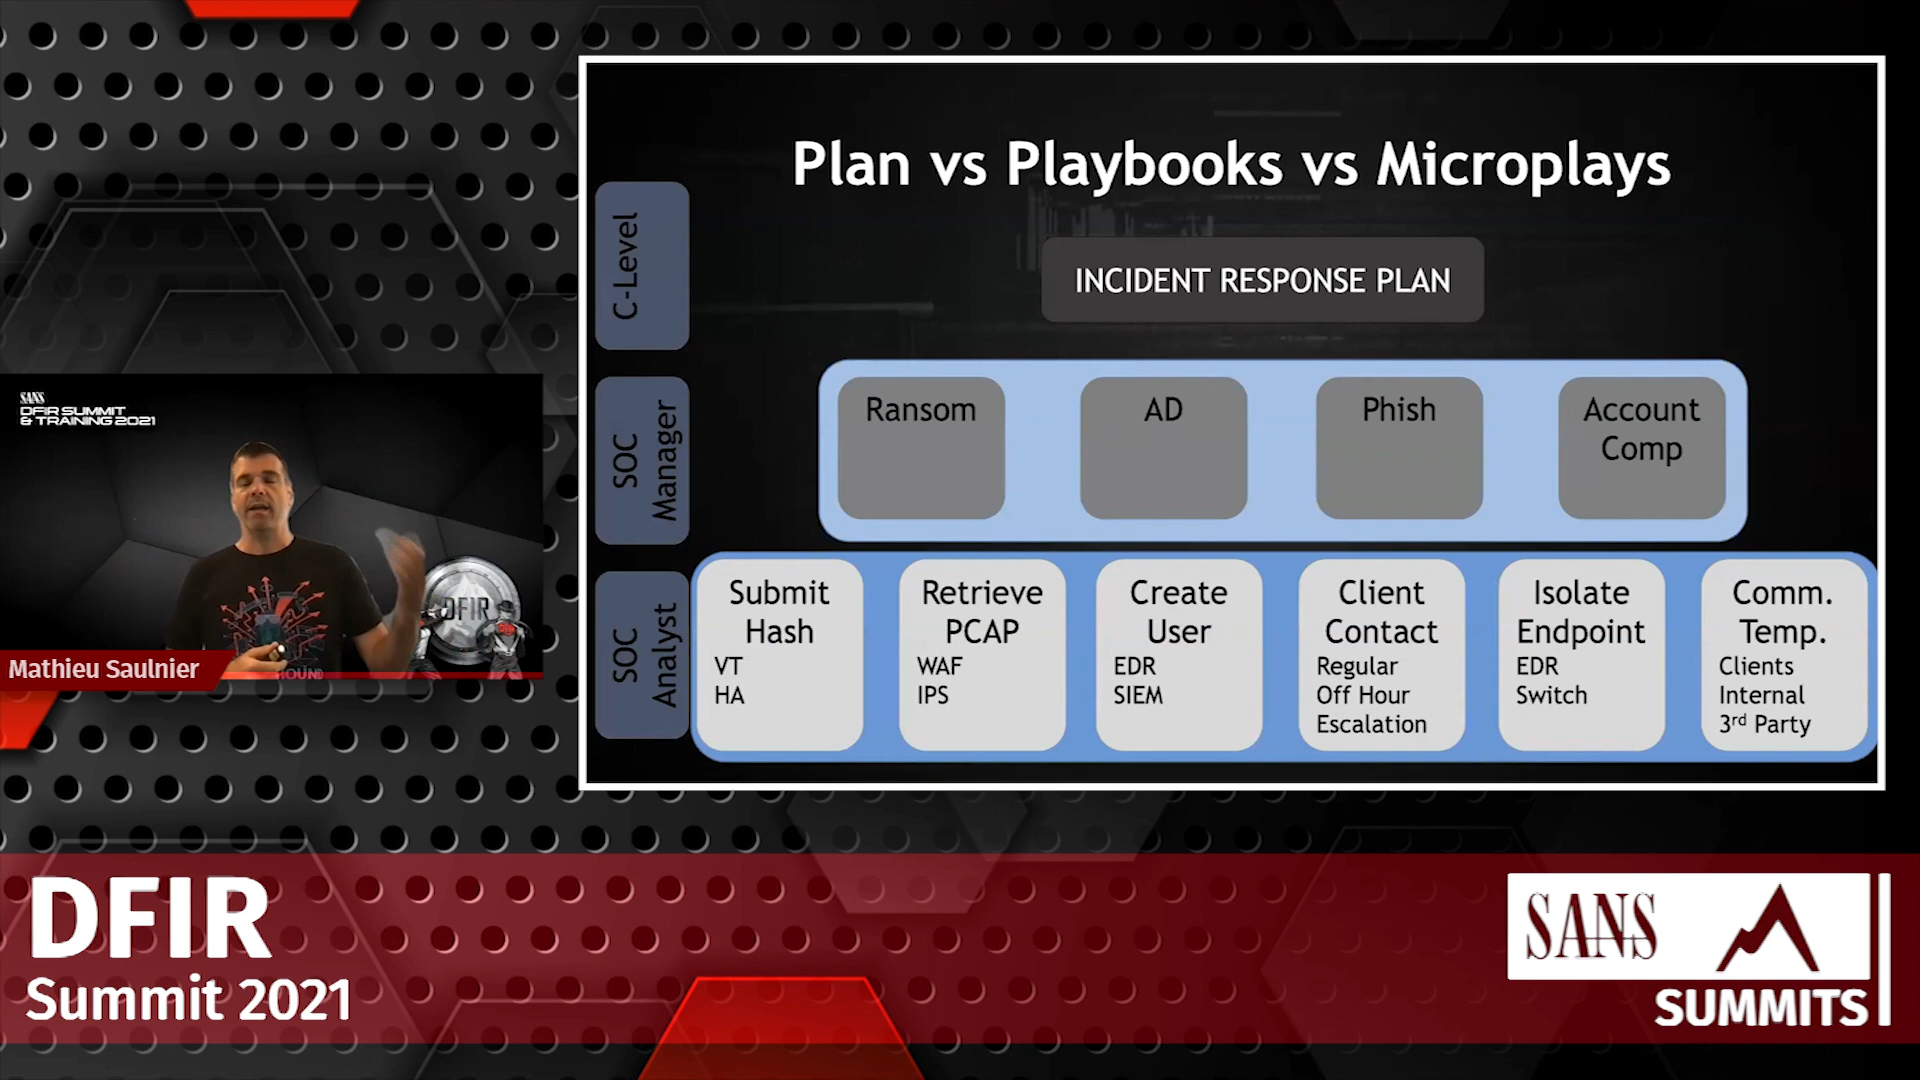 Plan vs Playbooks vs Microplays
C-Level
INCIDENT RESPONSE PLAN
SOC
Manager
Ransom
AD
Phish
Account
Comp
SOC
Analyst
Submit
Hash
VT
HA
Retrieve
PCAP
WAF
IPS
Create
User
EDR
SIEM
Client
Contact
Regular
Off Hour
Escalation
Isolate
Endpoint
EDR
Switch
Comm.
Temp.
Clients
Internal
3rd Party
SANS
DFIR SUMMIT
& TRAINING 2021
DFIR
HOUND
Mathieu Saulnier
DFIR
Summit 2021
SANS
SUMMITS